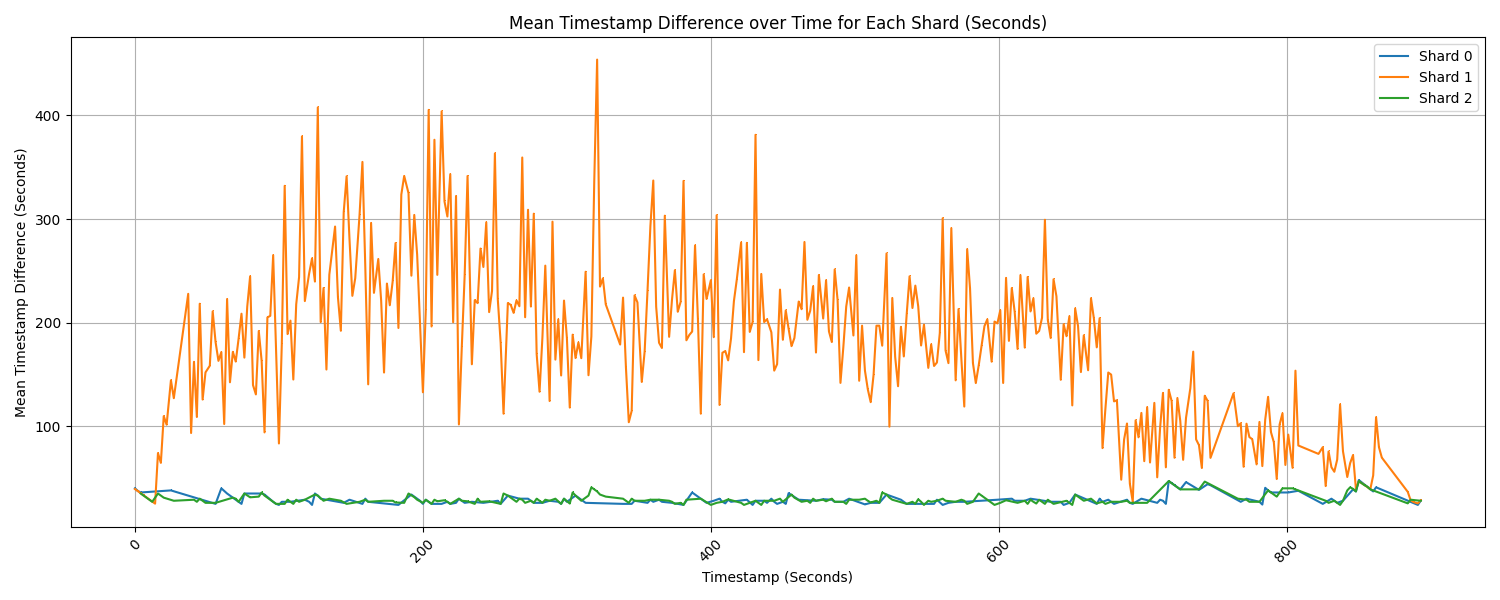 Mean Timestamp Difference over Time for Each Shard (Seconds)
Shard 0
Shard 1
Shard 2
Mean Timestamp Difference (Seconds)
400
300
200
100
0
200
400
600
800
Timestamp (Seconds)